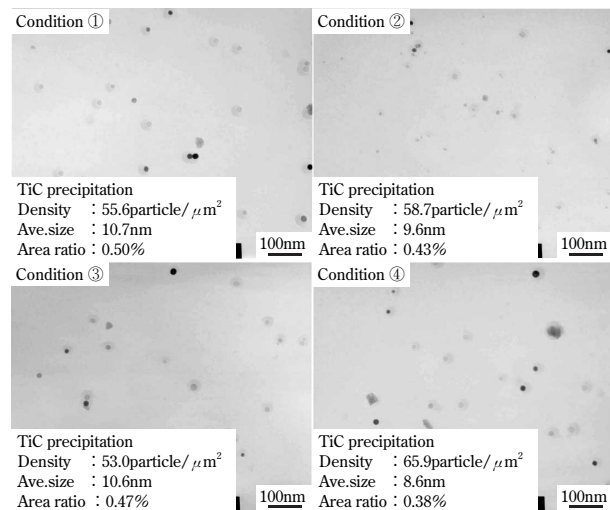 Condition ①
TiC precipitation
Density : 55.6particle/μm²
Ave.size : 10.7nm
Area ratio : 0.50%
100nm
Condition ②
TiC precipitation
Density : 58.7particle/μm²
Ave.size : 9.6nm
Area ratio : 0.43%
100nm
Condition ③
TiC precipitation
Density : 53.0particle/μm²
Ave.size : 10.6nm
Area ratio : 0.47%
100nm
Condition ④
TiC precipitation
Density : 65.9particle/μm²
Ave.size : 8.6nm
Area ratio : 0.38%
100nm